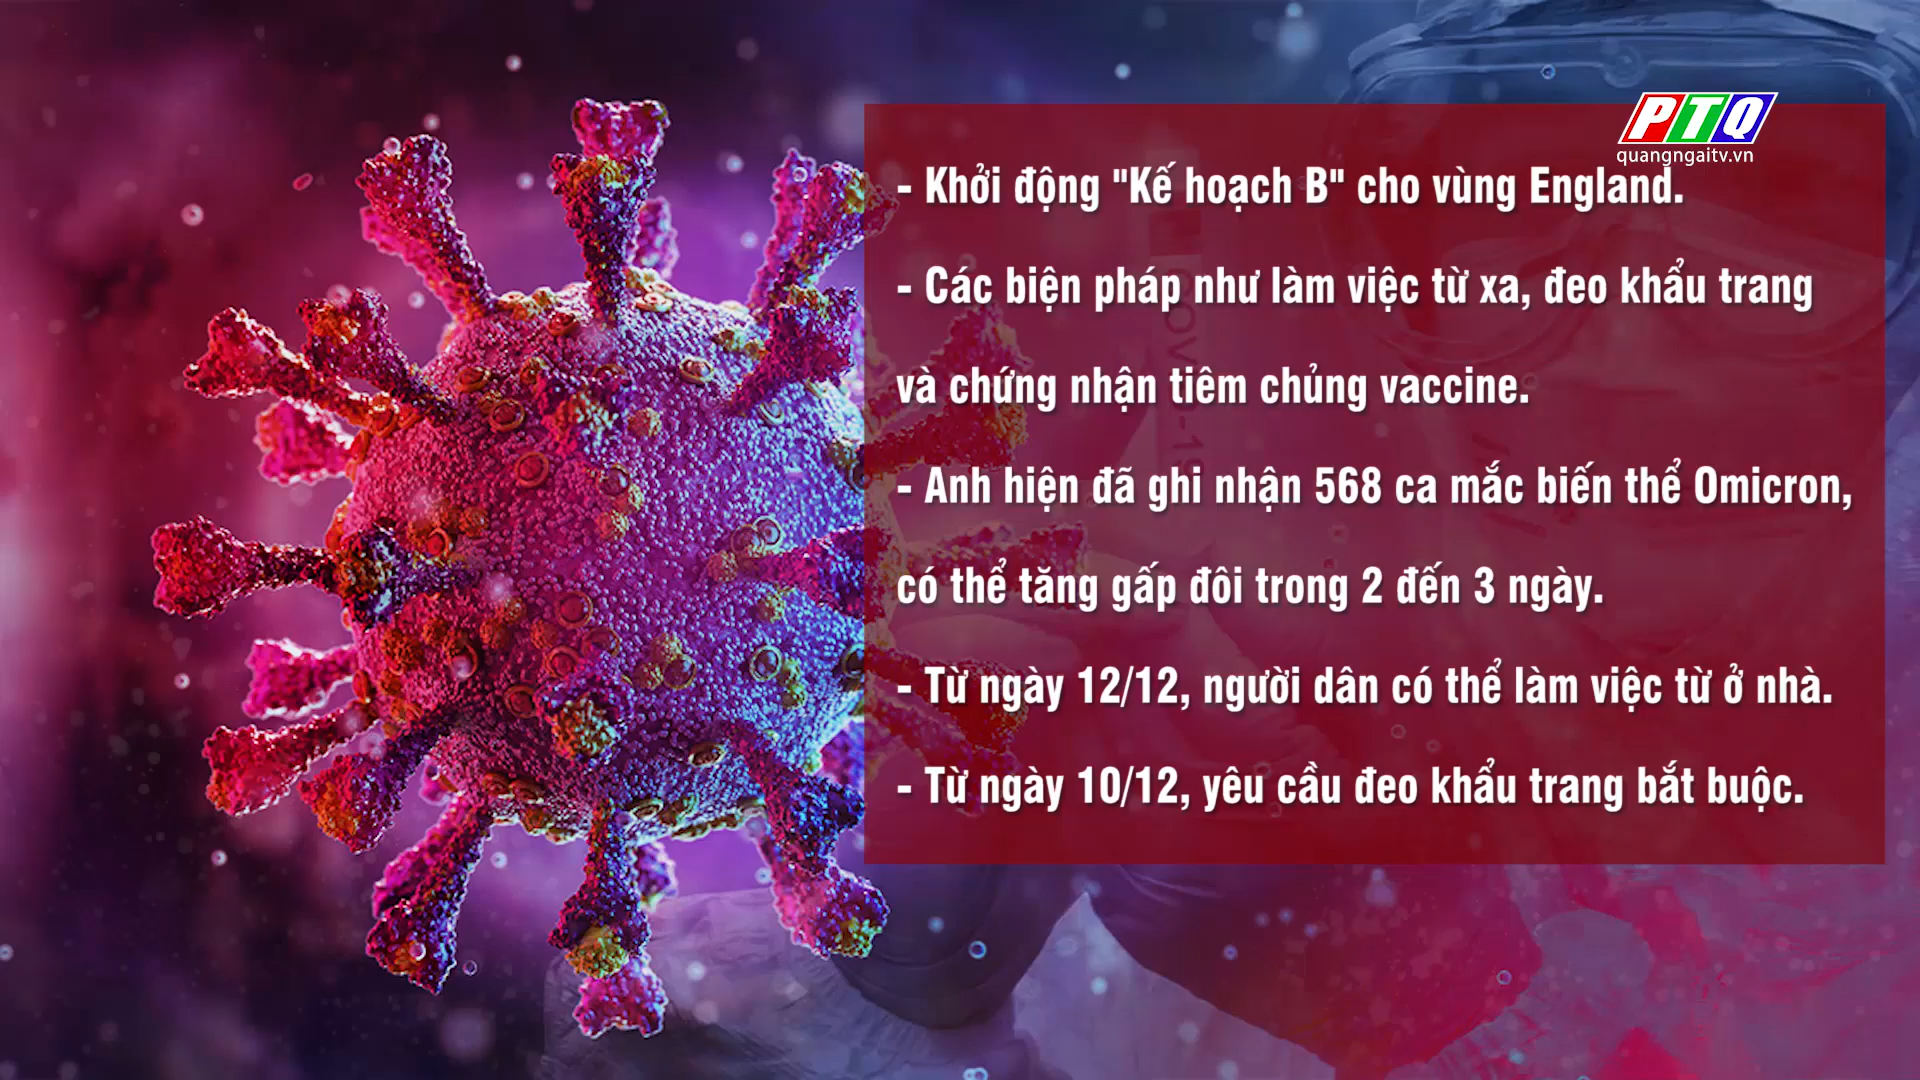 PTQ
quangngaitv.vn
- Khởi động "Kế hoạch B" cho vùng England.
- Các biện pháp như làm việc từ xa, đeo khẩu trang
và chứng nhận tiêm chủng vaccine.
- Anh hiện đã ghi nhận 568 ca mắc biến thể Omicron,
có thể tăng gấp đôi trong 2 đến 3 ngày.
- Từ ngày 12/12, người dân có thể làm việc từ ở nhà.
- Từ ngày 10/12, yêu cầu đeo khẩu trang bắt buộc.